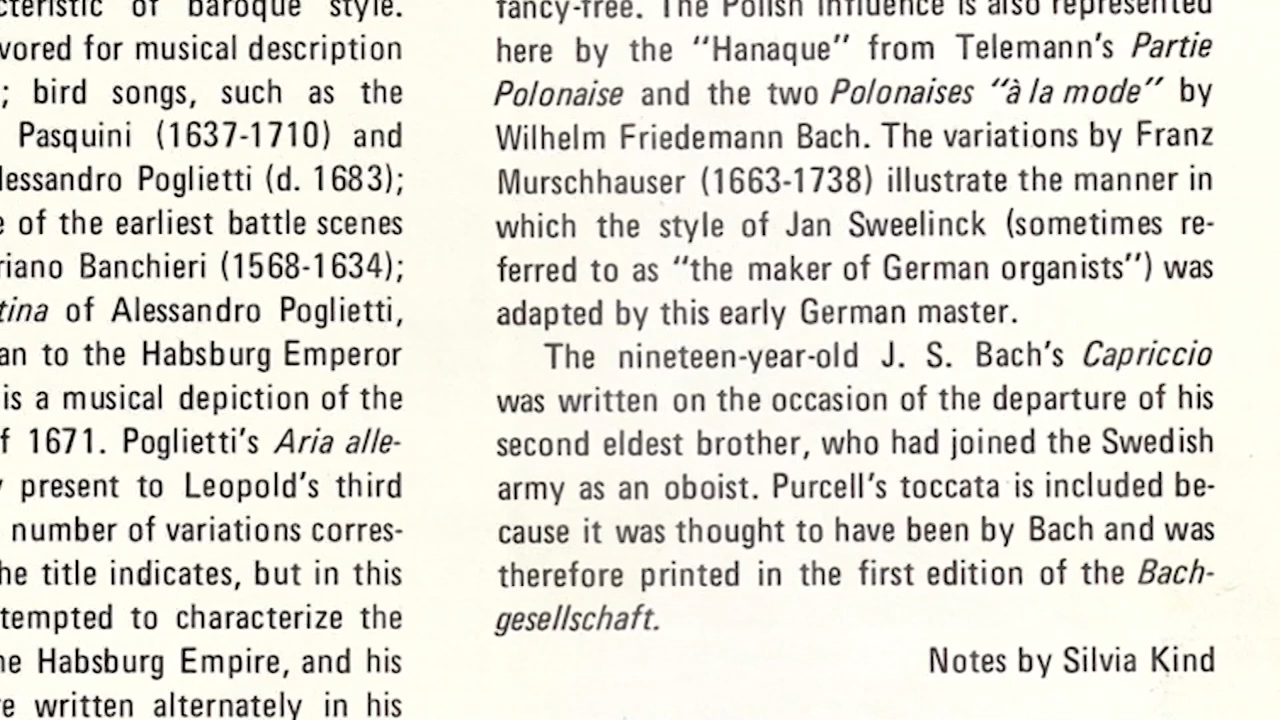 cteristic of baroque style.
vored for musical description
; bird songs, such as the
Pasquini (1637-1710) and
lessandro Poglietti (d. 1683);
e of the earliest battle scenes
riano Banchieri (1568-1634);
tina of Alessandro Poglietti,
an to the Habsburg Emperor
is a musical depiction of the
f 1671. Poglietti's Aria alle-
y present to Leopold's third
number of variations corres-
he title indicates, but in this
tempted to characterize the
he Habsburg Empire, and his
re written alternately in his
fancy-free. The Polish influence is also represented
here by the “Hanaque” from Telemann's Partie
Polonaise and the two Polonaises “à la mode” by
Wilhelm Friedemann Bach. The variations by Franz
Murschhauser (1663-1738) illustrate the manner in
which the style of Jan Sweelinck (sometimes re-
ferred to as “the maker of German organists”) was
adapted by this early German master.
The nineteen-year-old J. S. Bach's Capriccio
was written on the occasion of the departure of his
second eldest brother, who had joined the Swedish
army as an oboist. Purcell's toccata is included be-
cause it was thought to have been by Bach and was
therefore printed in the first edition of the Bach-
gesellschaft.
Notes by Silvia Kind